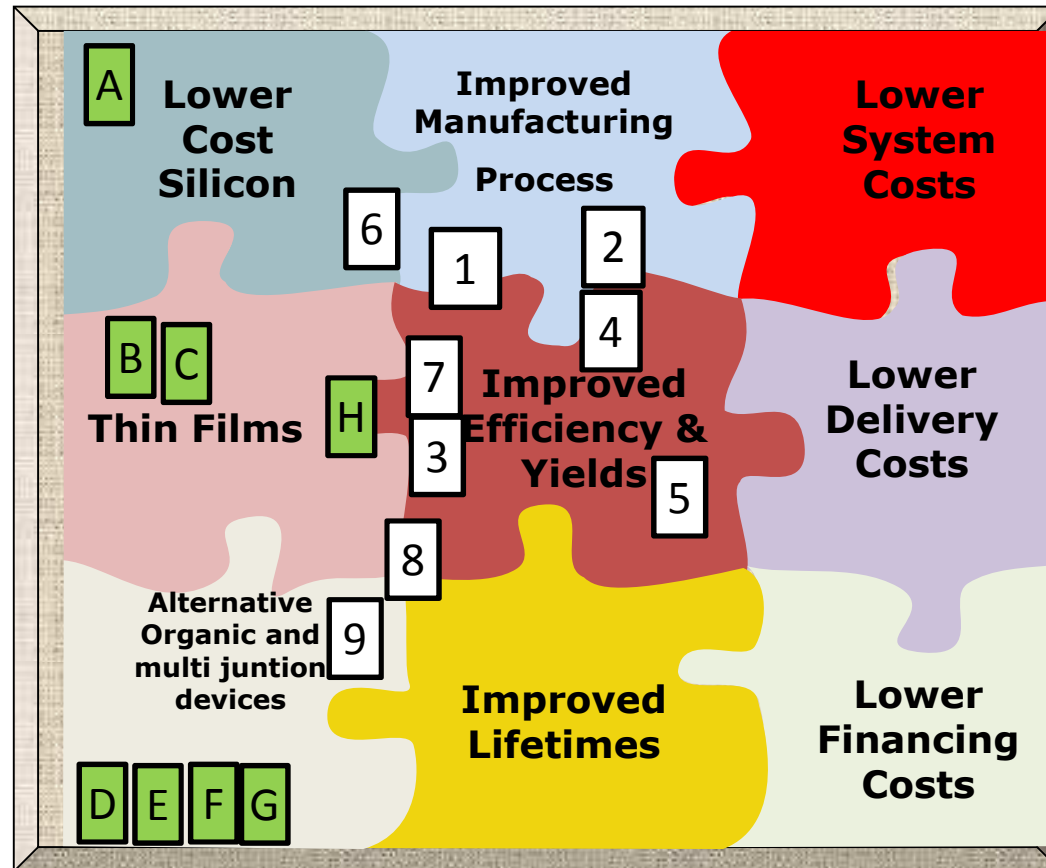 A
Lower
Cost
Silicon
Improved
Manufacturing
Process
Lower
System
Costs
6
1
2
4
B
C
Thin Films
H
7
3
Improved
Efficiency &
Yields
5
Lower
Delivery
Costs
8
9
Alternative
Organic and
multi juntion
devices
D
E
F
G
Improved
Lifetimes
Lower
Financing
Costs